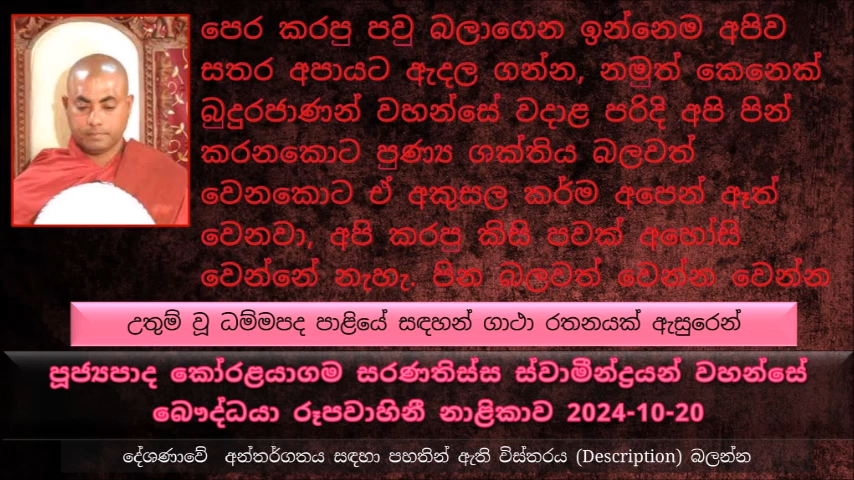 පෙර කරපු පවු බලාගෙන ඉන්නෙම අපිව
සතර අපායට ඇදල ගන්න, නමුත් කෙනෙක්
බුදුරජාණන් වහන්සේ වදාළ පරිදි අපි පින්
කරනකොට පුණ්‍ය ශක්තිය බලවත්
වෙනකොට ඒ අකුසල කර්ම අපෙන් ඈත්
වෙනවා, අපි කරපු කිසි පවක් අහෝසි
වෙන්නේ නැහැ. පින බලවත් වෙන්න වෙන්න
උතුම් වූ ධම්මපද පාළියේ සඳහන් ගාථා රතනයක් ඇසුරෙන්
පූජ්‍යපාද කෝරළයාගම සරණතිස්ස ස්වාමීන්ද්‍රයන් වහන්සේ
බෞද්ධයා රූපවාහිනී නාළිකාව 2024-10-20
දේශණාවේ අන්තර්ගතය සඳහා පහතින් ඇති විස්තරය (Description) බලන්න